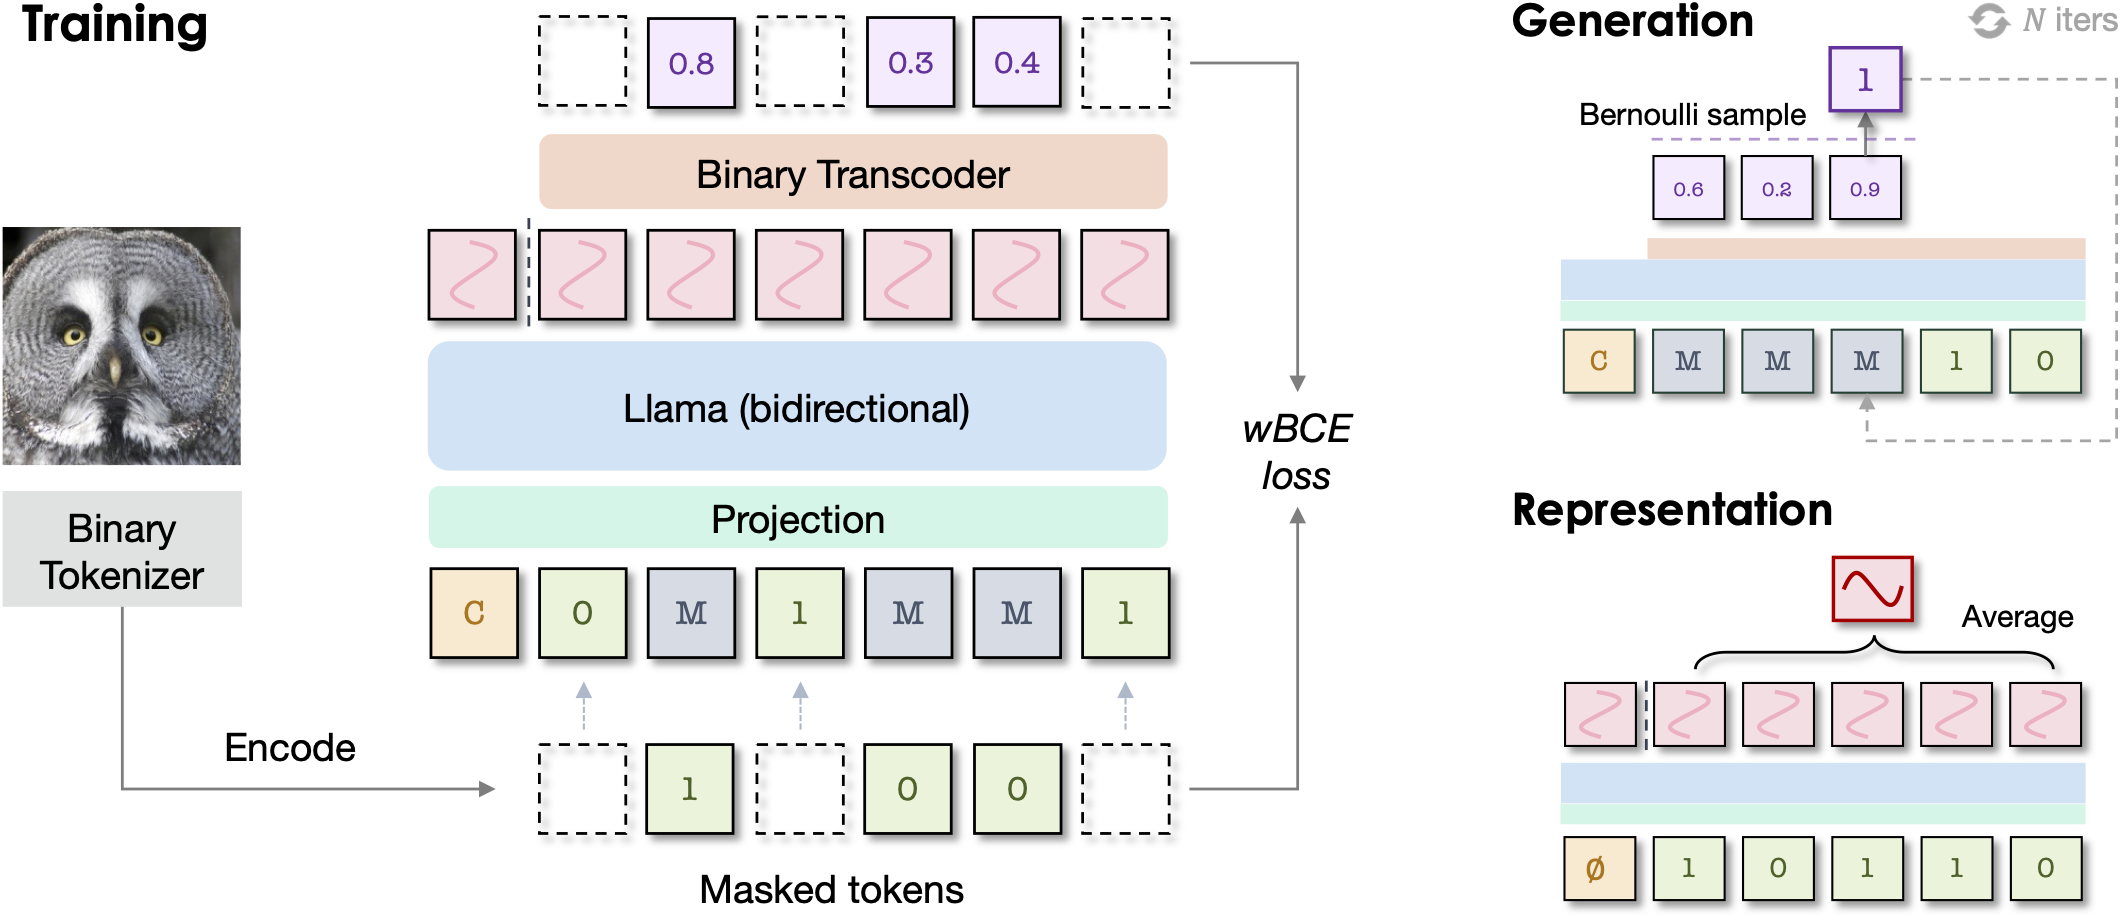 Training
0.8 0.3 0.4
Binary Transcoder
Llama (bidirectional)
Projection
C 0 M 1 M M 1
1 0 0
Masked tokens
Binary
Tokenizer
Encode
wBCE
loss
Generation
N iters
1
Bernoulli sample
0.6 0.2 0.9
C M M M 1 0
Representation
Average
∅ 1 0 1 1 0